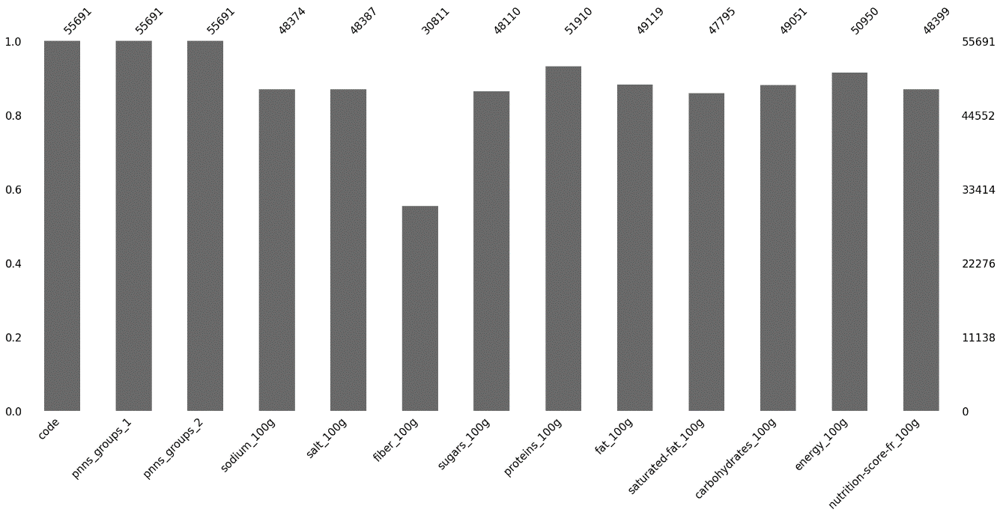 55691
55691
55691
48374
48387
30811
48110
51910
49119
47795
49051
50950
48399
1.0
55691
0.8
44552
0.6
33414
0.4
22276
0.2
11138
0.0
0
code
pnns_groups_1
pnns_groups_2
sodium_100g
salt_100g
fiber_100g
sugars_100g
proteins_100g
fat_100g
saturated-fat_100g
carbohydrates_100g
energy_100g
nutrition-score-fr_100g